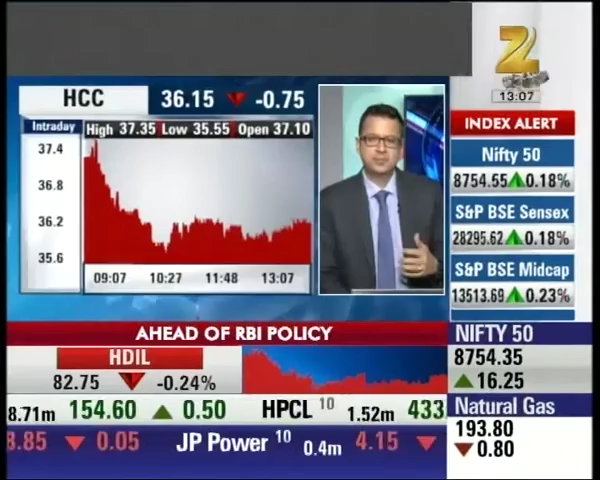 Z
13:07
HCC 36.15 -0.75
Intraday High 37.35 Low 35.55 Open 37.10
37.4
36.8
36.2
35.6
09:07 10:27 11:48 13:07
INDEX ALERT
Nifty 50
8754.55 0.18%
S&P BSE Sensex
28295.62 0.18%
S&P BSE Midcap
13513.69 0.23%
AHEAD OF RBI POLICY
HDIL
82.75 -0.24%
NIFTY 50
8754.35
16.25
8.71m 154.60 0.50 HPCL 10 1.52m 433
Natural Gas
193.80
0.80
8.85 0.05 JP Power 10 0.4m 4.15